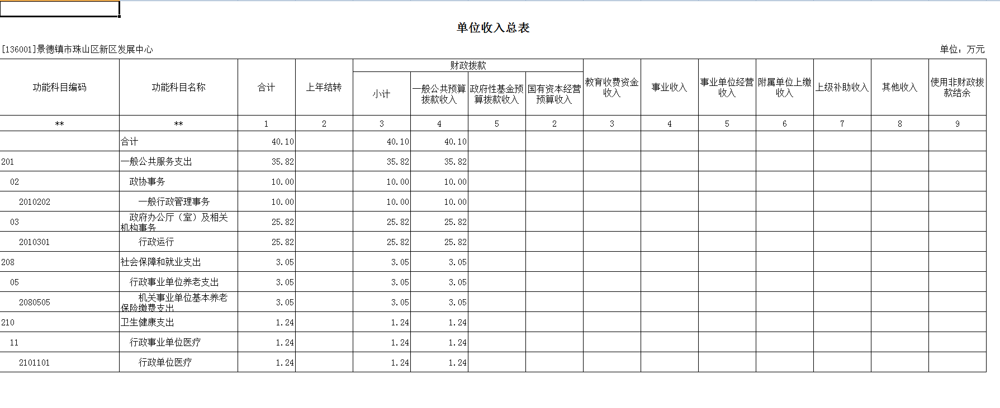 单位收入总表
[136001]景德镇市珠山区新区发展中心 单位：万元
功能科目编码 功能科目名称 合计 上年结转 财政拨款 教育收费资金收入 事业收入 事业单位经营收入 附属单位上缴收入 上级补助收入 其他收入 使用非财政拨款结余
小计 一般公共预算拨款收入 政府性基金预算拨款收入 国有资本经营预算收入
** ** 1 2 3 4 5 2 3 4 5 6 7 8 9
合计 40.10 40.10 40.10
201 一般公共服务支出 35.82 35.82 35.82
02 政协事务 10.00 10.00 10.00
2010202 一般行政管理事务 10.00 10.00 10.00
03 政府办公厅（室）及相关机构事务 25.82 25.82 25.82
2010301 行政运行 25.82 25.82 25.82
208 社会保障和就业支出 3.05 3.05 3.05
05 行政事业单位养老支出 3.05 3.05 3.05
2080505 机关事业单位基本养老保险缴费支出 3.05 3.05 3.05
210 卫生健康支出 1.24 1.24 1.24
11 行政事业单位医疗 1.24 1.24 1.24
2101101 行政单位医疗 1.24 1.24 1.24